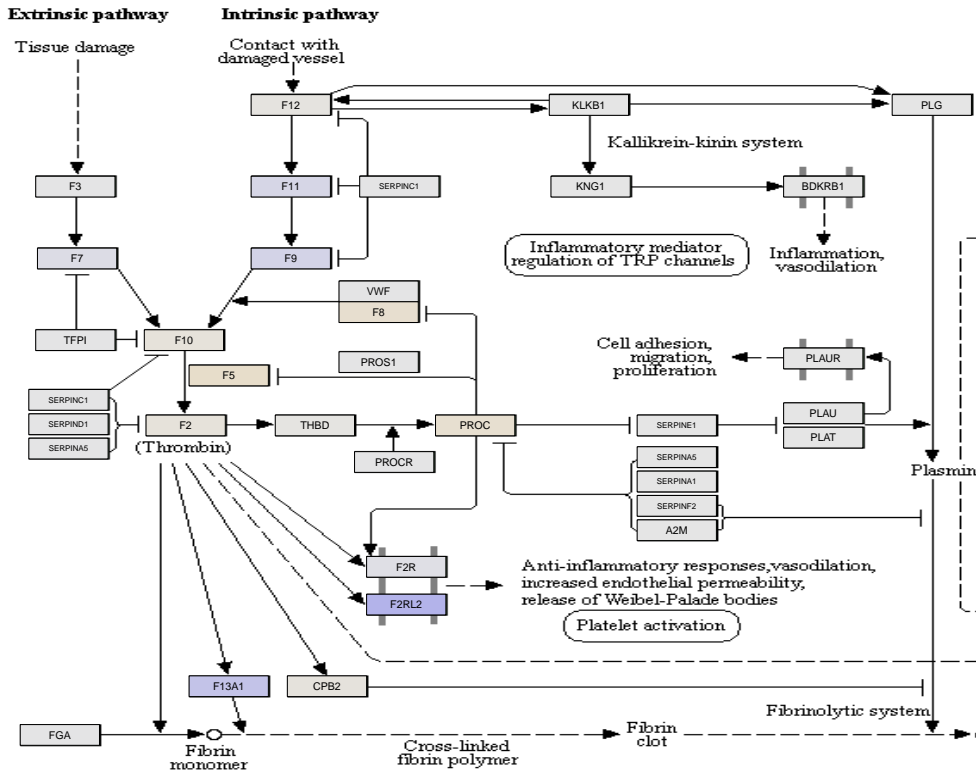 Extrinsic pathway
Intrinsic pathway
Tissue damage
Contact with
damaged vessel
F12
KLKB1
PLG
Kallikrein-kinin system
F3
F11
SERPINC1
KNG1
BDKRB1
F7
F9
Inflammatory mediator
regulation of TRP channels
Inflammation,
vasodilation
VWF
F8
TFPI
F10
PROS1
Cell adhesion,
migration,
proliferation
PLAUR
F5
SERPINC1
SERPIND1
SERPINA5
F2
(Thrombin)
THBD
PROC
PROCR
SERPINE1
PLAU
PLAT
SERPINA5
SERPINA1
SERPINF2
A2M
Plasmin
F2R
F2RL2
Anti-inflammatory responses,vasodilation,
increased endothelial permeability,
release of Weibel-Palade bodies
Platelet activation
F13A1
CPB2
Fibrinolytic system
FGA
Fibrin
monomer
Cross-linked
fibrin polymer
Fibrin
clot